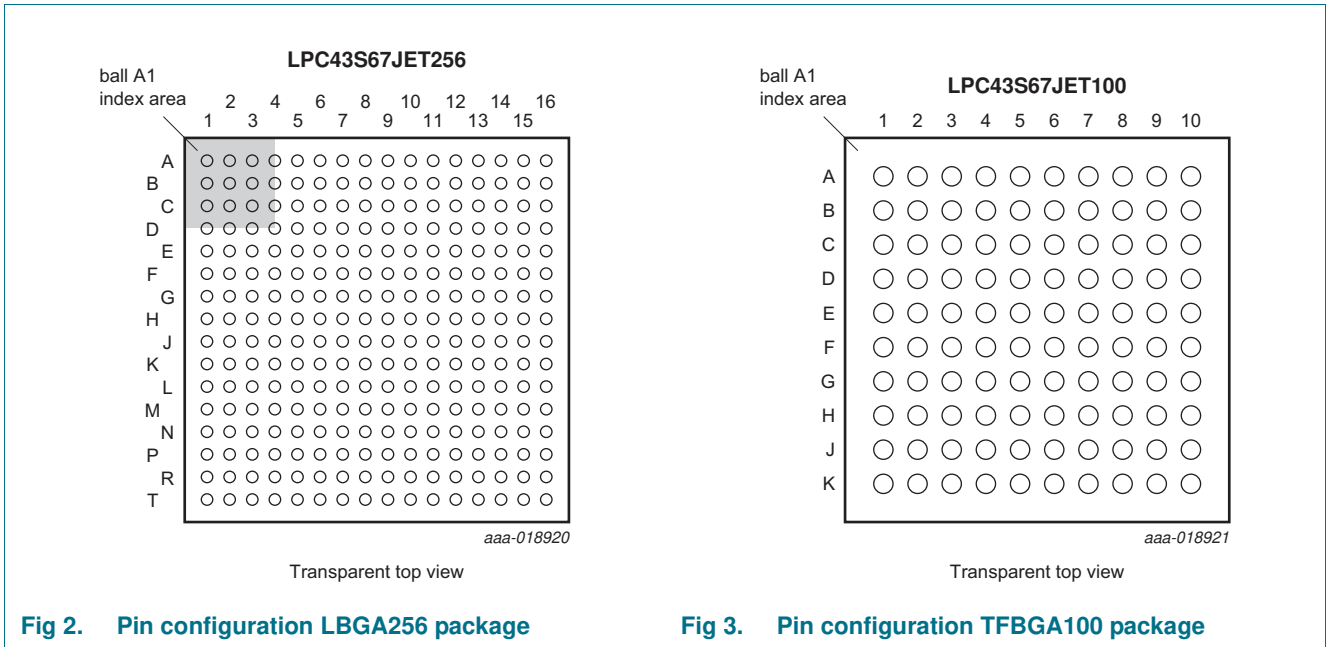 LPC43S67JET256
ball A1
index area
2 4 6 8 10 12 14 16
1 3 5 7 9 11 13 15
A
B
C
D
E
F
G
H
J
K
L
M
N
P
R
T
aaa-018920
Transparent top view
Fig 2. Pin configuration LBGA256 package
LPC43S67JET100
ball A1
index area
1 2 3 4 5 6 7 8 9 10
A
B
C
D
E
F
G
H
J
K
aaa-018921
Transparent top view
Fig 3. Pin configuration TFBGA100 package